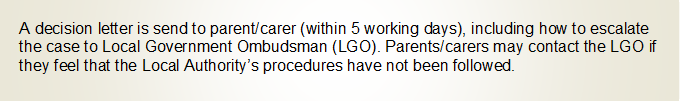 A decision letter is send to parent/carer (within 5 working days), including how to escalate
the case to Local Government Ombudsman (LGO). Parents/carers may contact the LGO if
they feel that the Local Authority’s procedures have not been followed.